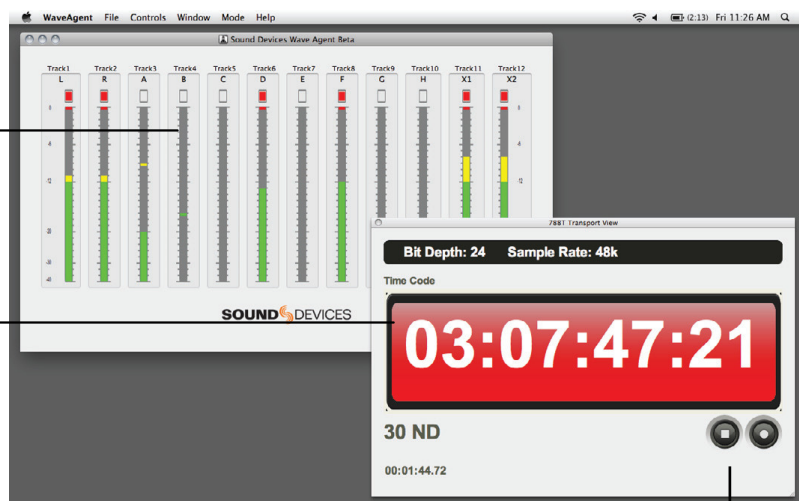 WaveAgent File Controls Window Mode Help (2:13) Fri 11:26 AM
Sound Devices Wave Agent Beta
Track1 Track2 Track3 Track4 Track5 Track6 Track7 Track8 Track9 Track10 Track11 Track12
L R A B C D E F G H X1 X2
SOUND DEVICES
788T Transport View
Bit Depth: 24 Sample Rate: 48k
Time Code
03:07:47:21
30 ND
00:01:44.72